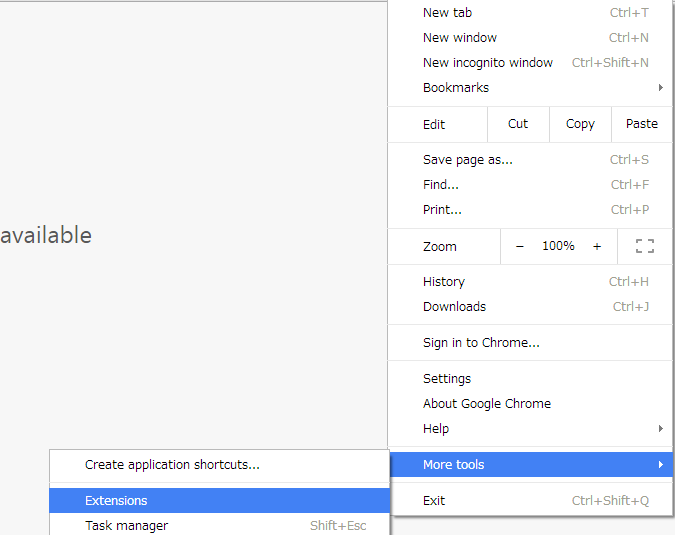 New tab Ctrl+T
New window Ctrl+N
New incognito window Ctrl+Shift+N
Bookmarks
Edit Cut Copy Paste
Save page as... Ctrl+S
Find... Ctrl+F
Print... Ctrl+P
available
Zoom − 100% +
History Ctrl+H
Downloads Ctrl+J
Sign in to Chrome...
Settings
About Google Chrome
Help
More tools
Exit Ctrl+Shift+Q
Create application shortcuts...
Extensions
Task manager Shift+Esc